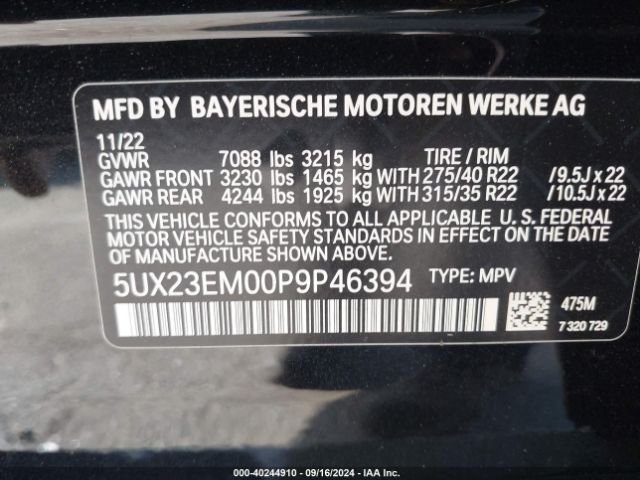 MFD BY BAYERISCHE MOTOREN WERKE AG
11/22
GVWR 7088 lbs 3215 kg TIRE / RIM
GAWR FRONT 3230 lbs 1465 kg WITH 275/40 R22 /9.5J x 22
GAWR REAR 4244 lbs 1925 kg WITH 315/35 R22 /10.5J x 22
THIS VEHICLE CONFORMS TO ALL APPLICABLE U. S. FEDERAL
MOTOR VEHICLE SAFETY STANDARDS IN EFFECT ON THE
DATE OF MANUFACTURE SHOWN ABOVE.
5UX23EM00P9P46394 TYPE: MPV
475M
7 320 729
000-40244910 - 09/16/2024 - IAA Inc.